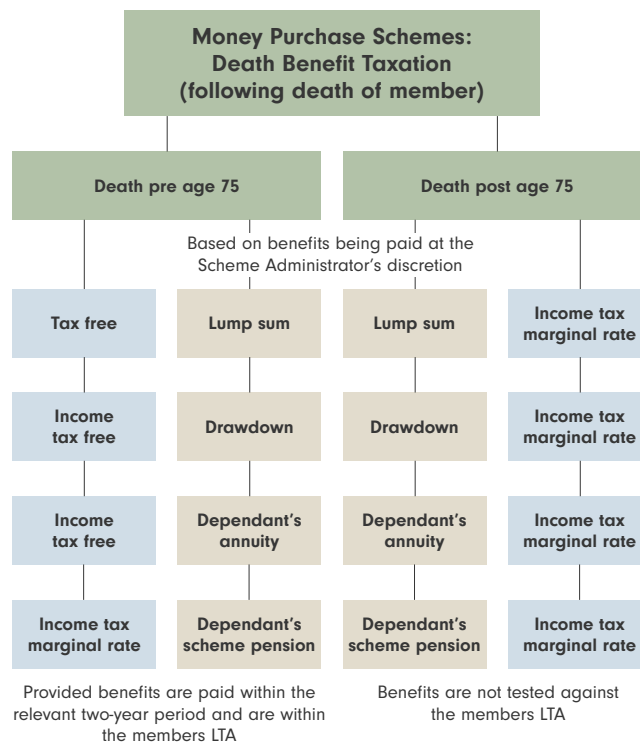 Money Purchase Schemes:
Death Benefit Taxation
(following death of member)
Death pre age 75
Death post age 75
Based on benefits being paid at the
Scheme Administrator's discretion
Tax free
Lump sum
Lump sum
Income tax
marginal rate
Income
tax free
Drawdown
Drawdown
Income tax
marginal rate
Income
tax free
Dependant's
annuity
Dependant's
annuity
Income tax
marginal rate
Income tax
marginal rate
Dependant's
scheme pension
Dependant's
scheme pension
Income tax
marginal rate
Provided benefits are paid within the
relevant two-year period and are within
the members LTA
Benefits are not tested against
the members LTA